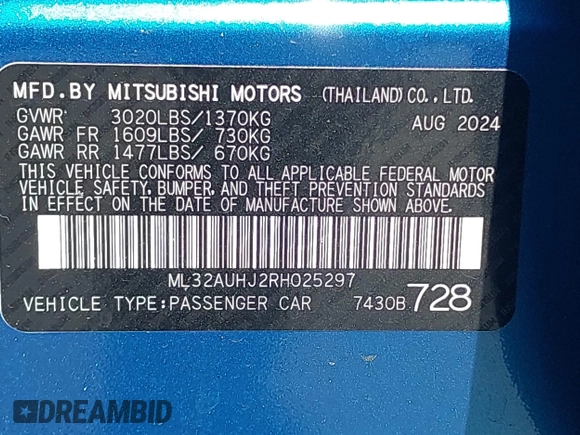 MFD. BY MITSUBISHI MOTORS (THAILAND) CO., LTD.
GVWR 3020LBS/1370KG AUG 2024
GAWR FR 1609LBS/ 730KG
GAWR RR 1477LBS/ 670KG
THIS VEHICLE CONFORMS TO ALL APPLICABLE FEDERAL MOTOR
VEHICLE SAFETY, BUMPER, AND THEFT PREVENTION STANDARDS
IN EFFECT ON THE DATE OF MANUFACTURE SHOWN ABOVE.
ML32AUHJ2RH025297
VEHICLE TYPE:PASSENGER CAR 7430B 728
DREAMBID